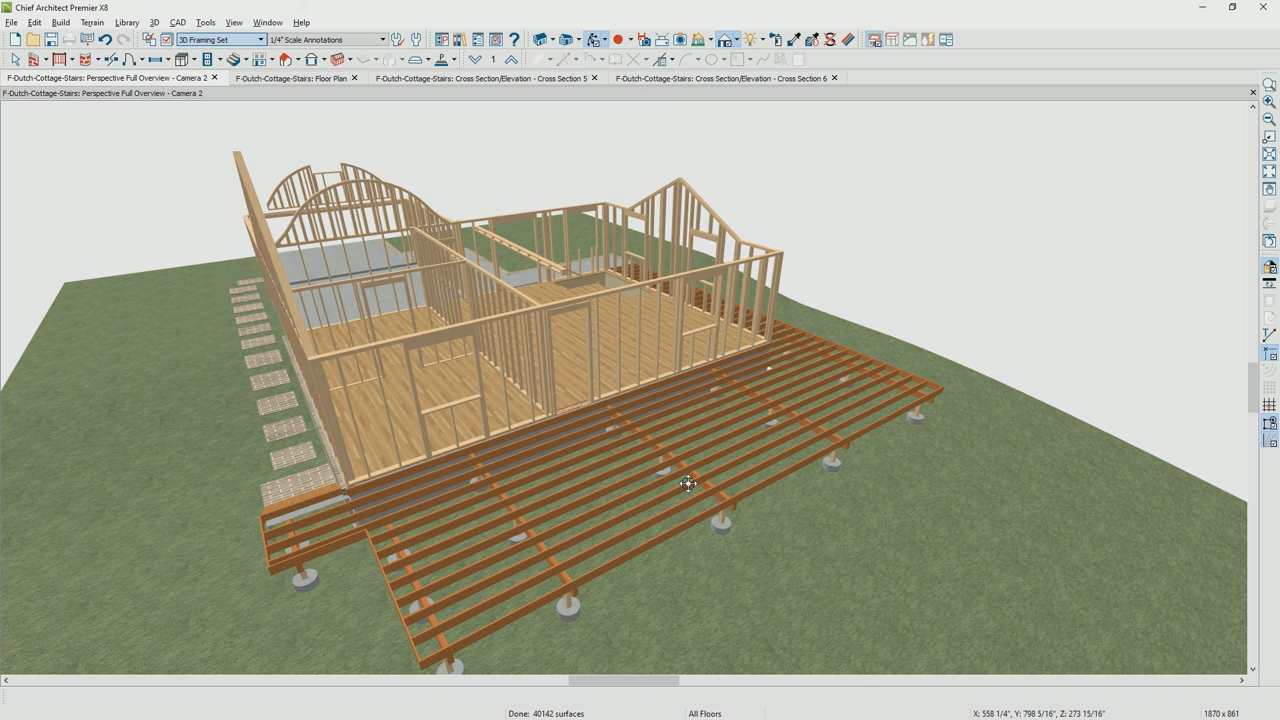 Chief Architect Premier X8
File Edit Build Terrain Library 3D CAD Tools View Window Help
3D Framing Set 1/4" Scale Annotations
1
F-Dutch-Cottage-Stairs: Perspective Full Overview - Camera 2 F-Dutch-Cottage-Stairs: Floor Plan F-Dutch-Cottage-Stairs: Cross Section/Elevation - Cross Section 5 F-Dutch-Cottage-Stairs: Cross Section/Elevation - Cross Section 6
F-Dutch-Cottage-Stairs: Perspective Full Overview - Camera 2
Done: 40142 surfaces All Floors X: 558 1/4", Y: 798 5/16", Z: 273 15/16" 1870 x 861